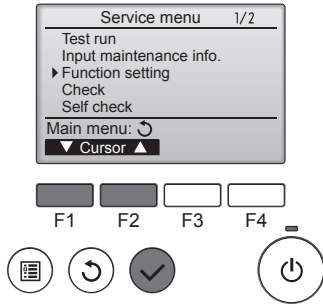 Service menu 1/2
Test run
Input maintenance info.
Function setting
Check
Self check
Main menu:
Cursor
F1 F2 F3 F4